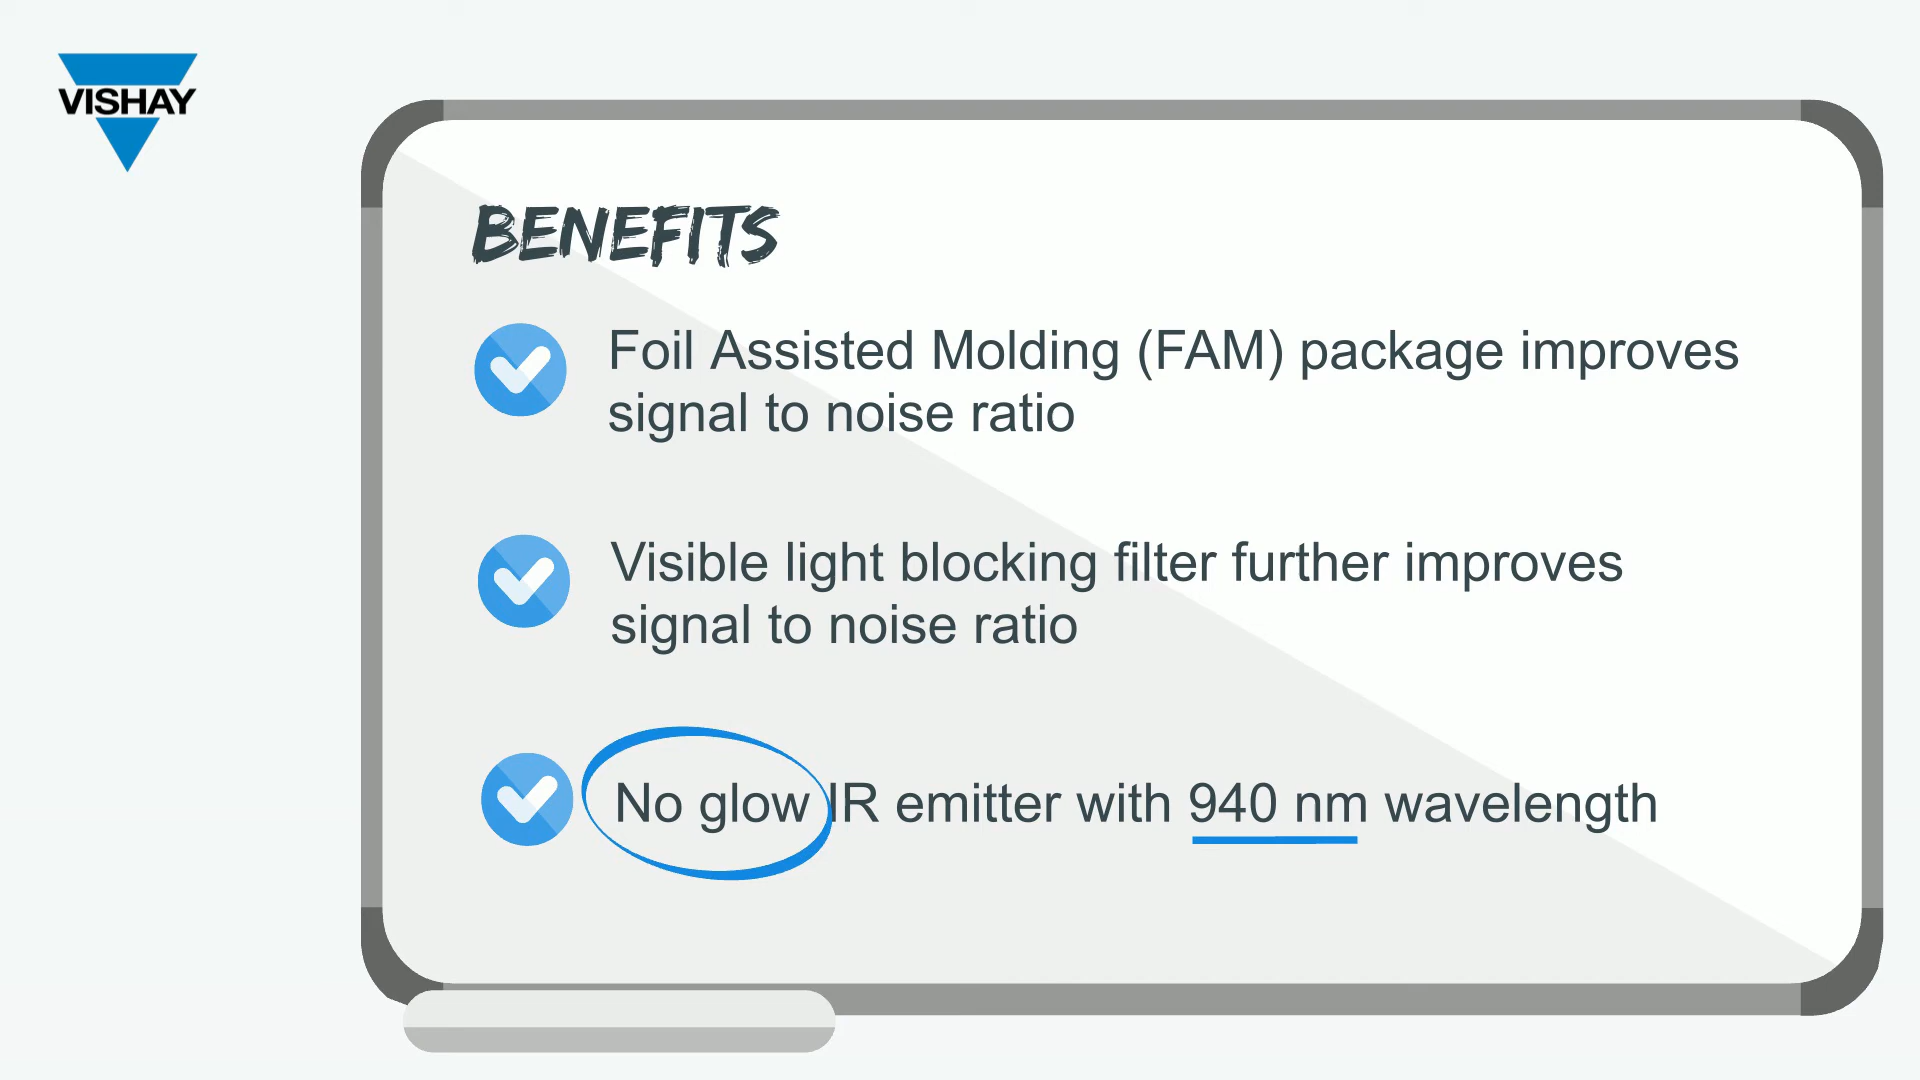 VISHAY
BENEFITS
Foil Assisted Molding (FAM) package improves
signal to noise ratio
Visible light blocking filter further improves
signal to noise ratio
No glow IR emitter with 940 nm wavelength